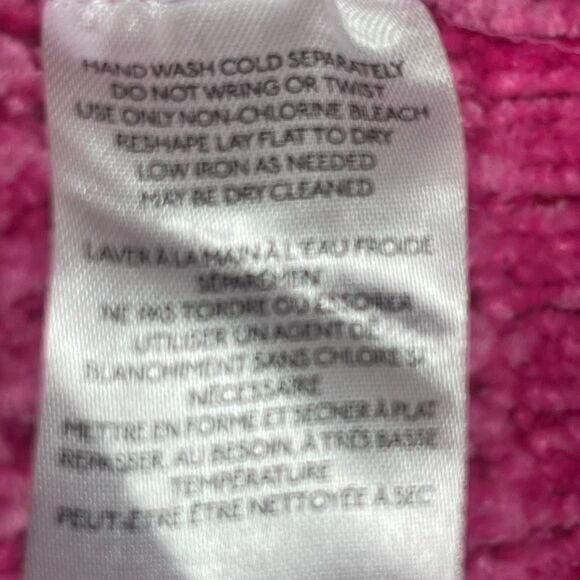 HAND WASH COLD SEPARATELY
DO NOT WRING OR TWIST
USE ONLY NON-CHLORINE BLEACH
RESHAPE LAY FLAT TO DRY
LOW IRON AS NEEDED
MAY BE DRY CLEANED
LAVER À LA MAIN À L'EAU FROIDE
SÉPARÉMEN
NE PAS TORDRE OU ESSORER
UTILISER UN AGENT DE
BLANCHIMENT SANS CHLORE SI
NÉCESSAIRE
METTRE EN FORME ET SÉCHER À PLAT
REPASSER, AU BESOIN, À TRÈS BASSE
TEMPÉRATURE
PEUT-ÊTRE ÊTRE NETTOYÉE À SEC